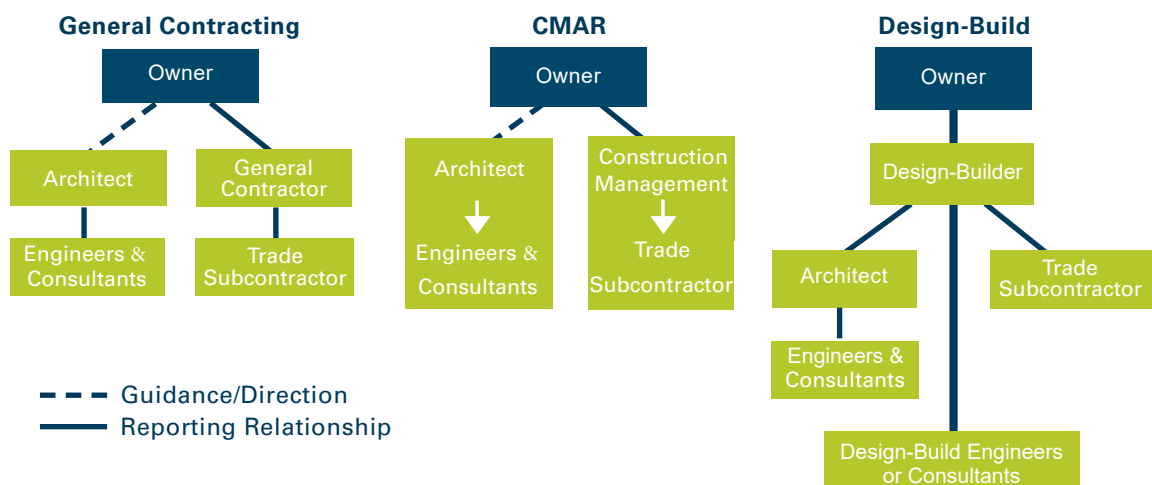 General Contracting
Owner
Architect
General
Contractor
Engineers &
Consultants
Trade
Subcontractor
CMAR
Owner
Architect
Engineers &
Consultants
Construction
Management
Trade
Subcontractor
Design-Build
Owner
Design-Builder
Architect
Trade
Subcontractor
Engineers &
Consultants
Design-Build Engineers
or Consultants
Guidance/Direction
Reporting Relationship